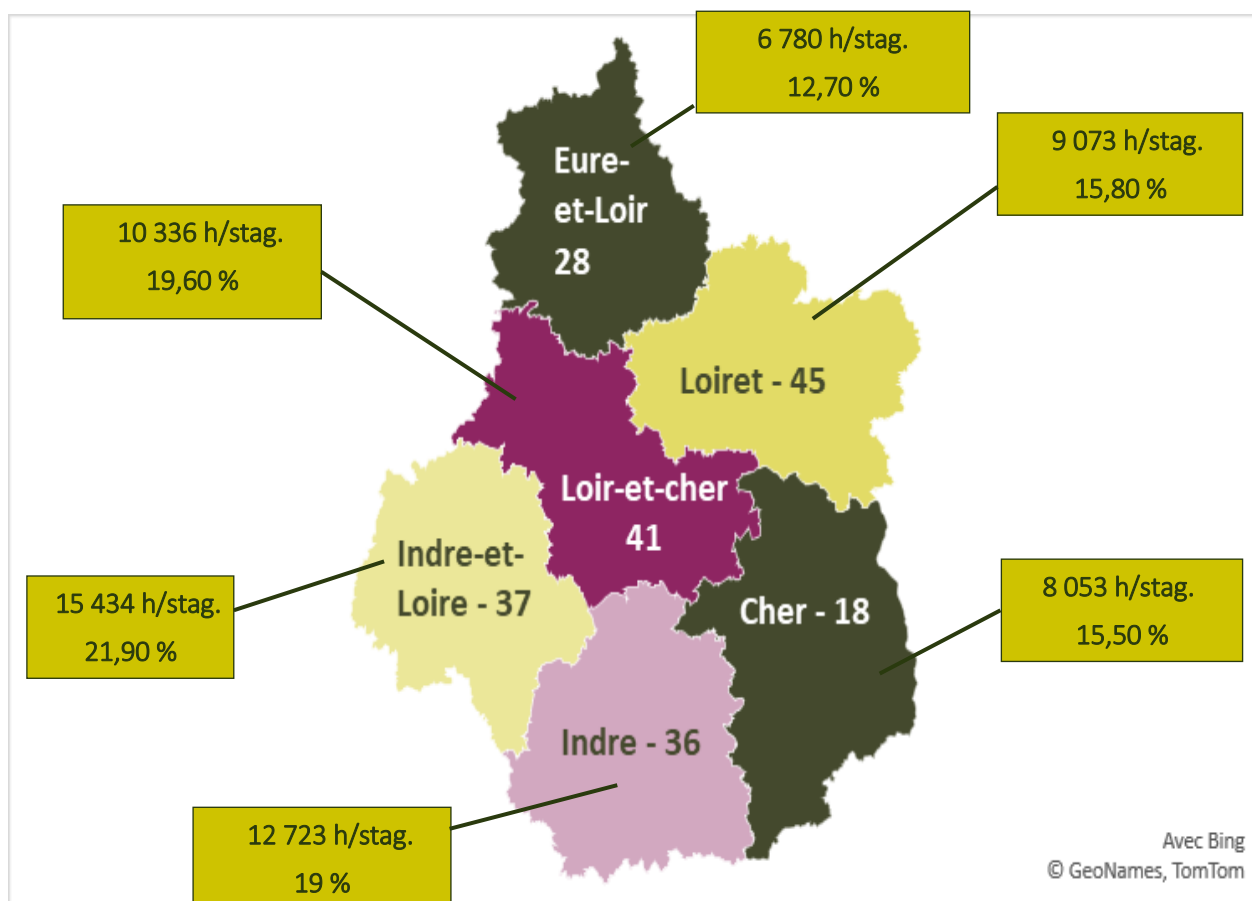 6 780 h/stag.
12,70 %
9 073 h/stag.
15,80 %
Eure-
et-Loir
28
10 336 h/stag.
19,60 %
Loiret - 45
Loir-et-cher
41
Indre-et-
Loire - 37
15 434 h/stag.
21,90 %
Cher - 18
8 053 h/stag.
15,50 %
Indre - 36
12 723 h/stag.
19 %
Avec Bing
© GeoNames, TomTom